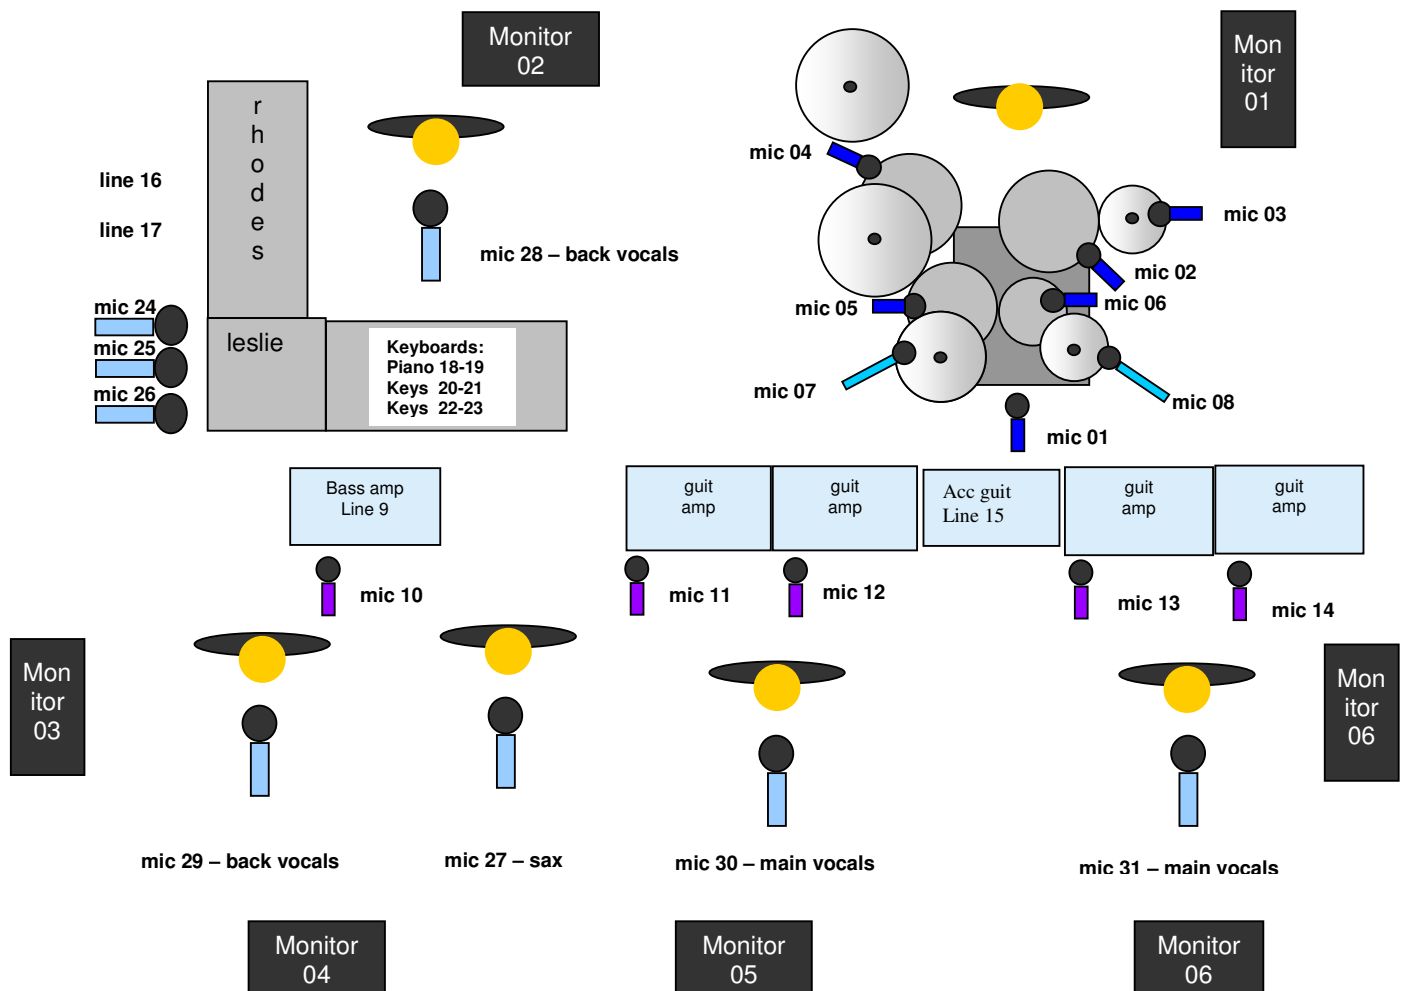 Monitor
02
Mon
itor
01
r
h
o
d
e
s
line 16
line 17
mic 04
mic 03
mic 28 – back vocals
mic 02
mic 24
mic 05
mic 06
mic 25
leslie
Keyboards:
Piano 18-19
Keys 20-21
Keys 22-23
mic 26
mic 07
mic 08
mic 01
Bass amp
Line 9
guit
amp
guit
amp
Acc guit
Line 15
guit
amp
guit
amp
mic 10
mic 11
mic 12
mic 13
mic 14
Mon
itor
03
Mon
itor
06
mic 29 – back vocals
mic 27 – sax
mic 30 – main vocals
mic 31 – main vocals
Monitor
04
Monitor
05
Monitor
06